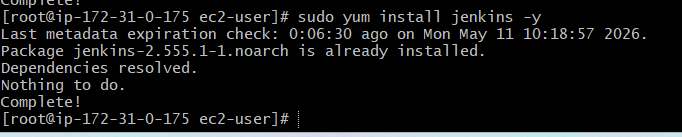 Complete!
[root@ip-172-31-0-175 ec2-user]# sudo yum install jenkins -y
Last metadata expiration check: 0:06:30 ago on Mon May 11 10:18:57 2026.
Package jenkins-2.555.1-1.noarch is already installed.
Dependencies resolved.
Nothing to do.
Complete!
[root@ip-172-31-0-175 ec2-user]#